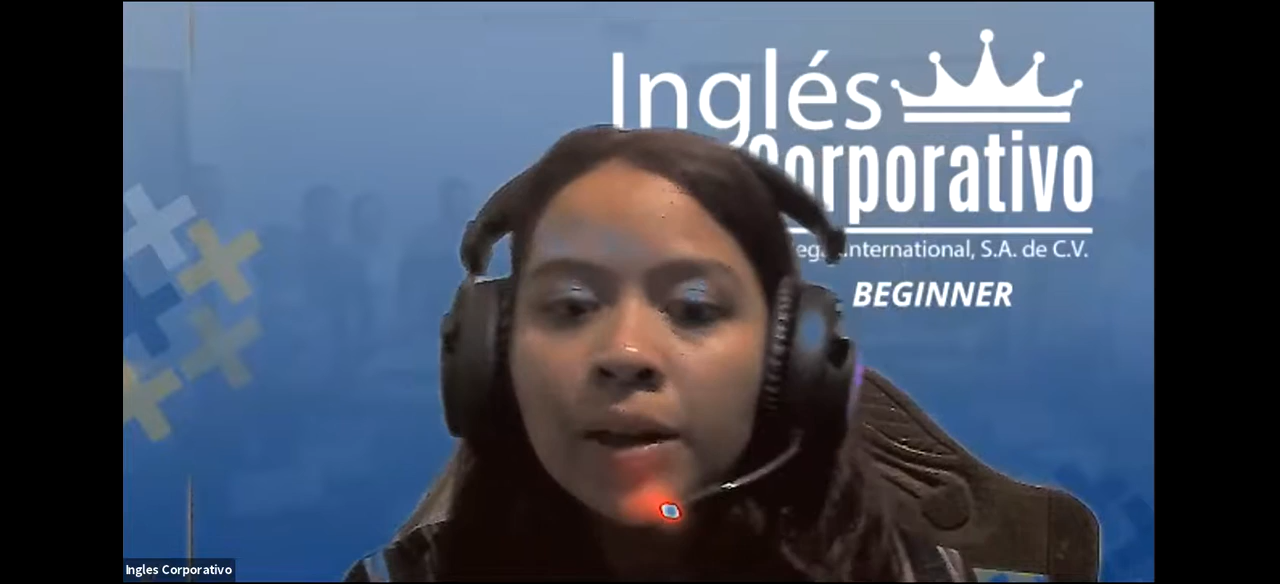 Inglés
Corporativo
International, S.A. de C.V.
BEGINNER
Ingles Corporativo